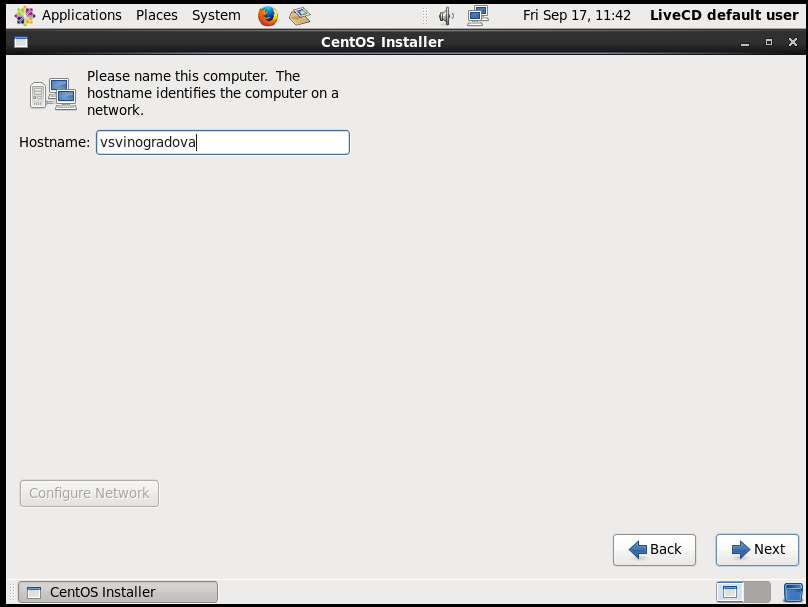 Applications Places System Fri Sep 17, 11:42 LiveCD default user
CentOS Installer
Please name this computer. The
hostname identifies the computer on a
network.
Hostname: vsvinogradova
Configure Network
Back Next
CentOS Installer